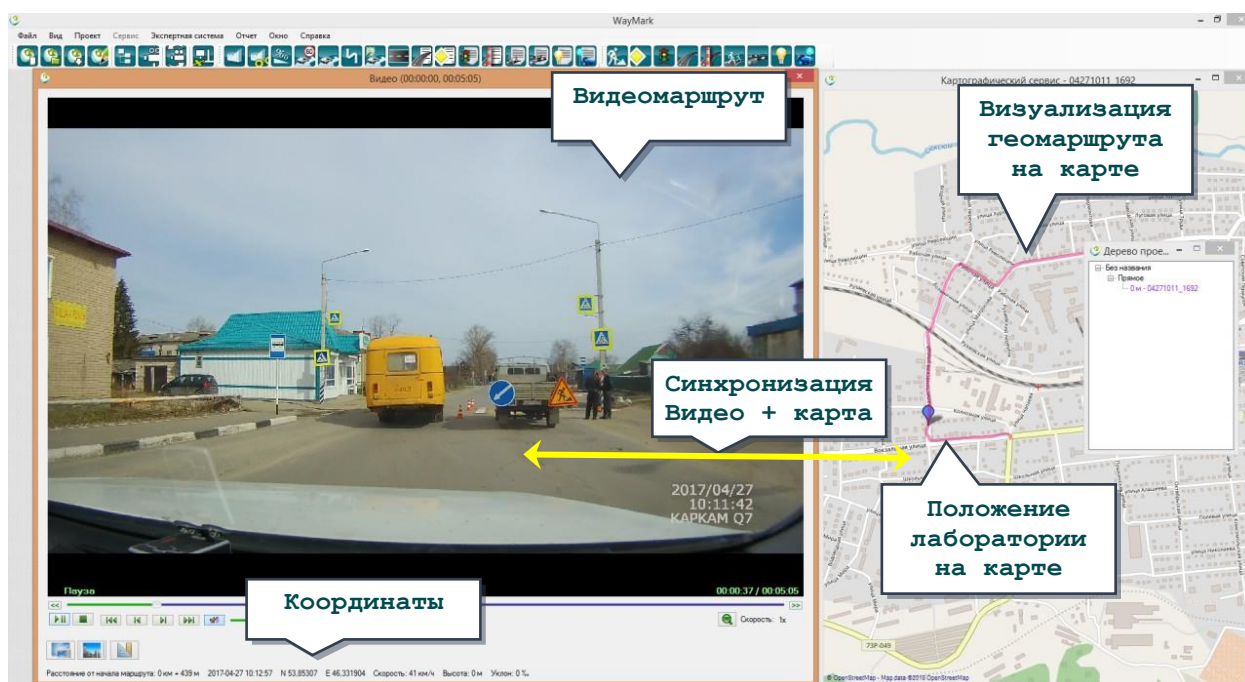 WayMark
Файл Вид Проект Сервис Экспертная система Отчет Окно Справка
Видео (00:00:00, 00:05:05)
Видеомаршрут
2017/04/27
10:11:42
КАРКАМ Q7
Пауза
00:00:37 / 00:05:05
Координаты
Скорость: 1x
Расстояние от начала маршрута: 0 км + 439 м 2017-04-27 10:12:57 N 53,85307 E 46,331904 Скорость: 41 км/ч Высота: 0 м Уклон: 0 ‰
Синхронизация
Видео + карта
Картографический сервис - 04271011_1692
Визуализация
геомаршрута
на карте
Дерево прое...
Без названия
Прямое
0 м - 04271011_1692
Вокзальная улица
Положение
лаборатории
на карте
73Р-049
© OpenStreetMap - Map data ©2010 OpenStreetMap